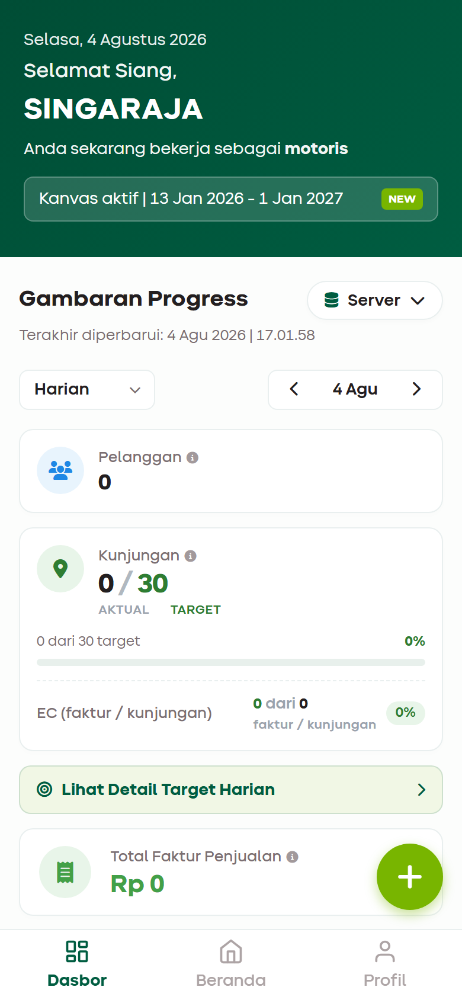 Selasa, 4 Agustus 2026
Selamat Siang,
SINGARAJA
Anda sekarang bekerja sebagai motoris
Kanvas aktif | 13 Jan 2026 - 1 Jan 2027 NEW
Gambaran Progress
Server
Terakhir diperbarui: 4 Agu 2026 | 17.01.58
Harian
4 Agu
Pelanggan
0
Kunjungan
0 / 30
AKTUAL TARGET
0 dari 30 target 0%
EC (faktur / kunjungan)
0 dari 0
faktur / kunjungan
0%
Lihat Detail Target Harian
Total Faktur Penjualan
Rp 0
Dasbor
Beranda
Profil